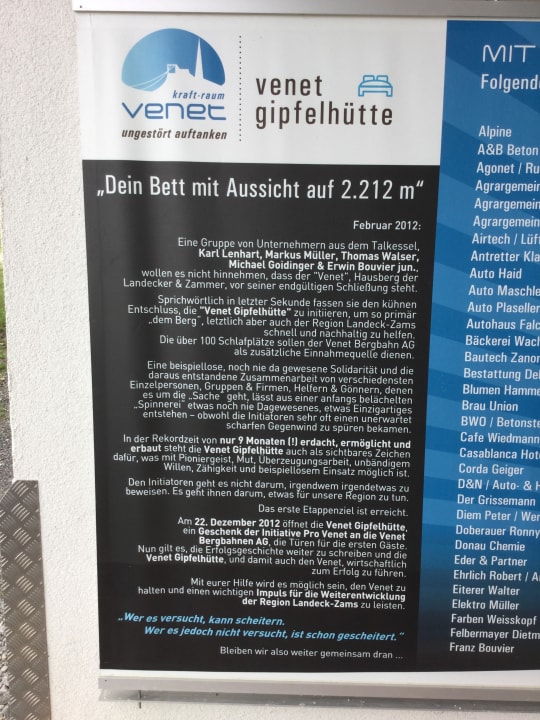 kraft-raum
venet
ungestört auftanken
venet
gipfelhütte
„Dein Bett mit Aussicht auf 2.212 m“
Februar 2012:
Eine Gruppe von Unternehmern aus dem Talkessel,
Karl Lenhart, Markus Müller, Thomas Walser,
Michael Goidinger & Erwin Bouvier jun.,
wollen es nicht hinnehmen, dass der "Venet", Hausberg der
Landecker & Zammer, vor seiner endgültigen Schließung steht.
Sprichwörtlich in letzter Sekunde fassen sie den kühnen
Entschluss, die "Venet Gipfelhütte" zu initiieren, um so primär
„dem Berg", letztlich aber auch der Region Landeck-Zams
schnell und nachhaltig zu helfen.
Die über 100 Schlafplätze sollen der Venet Bergbahn AG
als zusätzliche Einnahmequelle dienen.
Eine beispiellose, noch nie da gewesene Solidarität und die
daraus entstandene Zusammenarbeit von verschiedensten
Einzelpersonen, Gruppen & Firmen, Helfern & Gönnern, denen
es um die „Sache" geht, lässt aus einer anfangs belächelten
„Spinnerei" etwas noch nie Dagewesenes, etwas Einzigartiges
entstehen – obwohl die Initiatoren sehr oft einen unerwartet
scharfen Gegenwind zu spüren bekamen.
In der Rekordzeit von nur 9 Monaten (!) erdacht, ermöglicht und
erbaut steht die Venet Gipfelhütte auch als sichtbares Zeichen
dafür, was mit Pioniergeist, Mut, Überzeugungsarbeit, unbändigem
Willen, Zähigkeit und beispiellosem Einsatz möglich ist.
Den Initiatoren geht es nicht darum, irgendwem irgendetwas zu
beweisen. Es geht ihnen darum, etwas für unsere Region zu tun.
Das erste Etappenziel ist erreicht.
Am 22. Dezember 2012 öffnet die Venet Gipfelhütte,
ein Geschenk der Initiative Pro Venet an die Venet
Bergbahnen AG, die Türen für die ersten Gäste.
Nun gilt es, die Erfolgsgeschichte weiter zu schreiben und die
Venet Gipfelhütte, und damit auch den Venet, wirtschaftlich
zum Erfolg zu führen.
Mit eurer Hilfe wird es möglich sein, den Venet zu
halten und einen wichtigen Impuls für die Weiterentwicklung
der Region Landeck-Zams zu leisten.
„Wer es versucht, kann scheitern.
Wer es jedoch nicht versucht, ist schon gescheitert."
Bleiben wir also weiter gemeinsam dran ...
MIT
Folgend
Alpine
A&B Beton
Agonet / Ru
Agrargemein
Agrargemein
Agrargemein
Airtech / Lüf
Antretter Kla
Auto Haid
Auto Maschle
Auto Plaseller
Autohaus Falc
Bäckerei Wach
Bautech Zanon
Bestattung Del
Blumen Hamme
Brau Union
BWO / Betonste
Cafe Wiedmann
Casablanca Hote
Corda Geiger
D&N / Auto- & H
Der Grissemann
Diem Peter / Wer
Doberauer Ronny
Donau Chemie
Eder & Partner
Ehrlich Robert / A
Eiterer Walter
Elektro Müller
Farben Weisskopf
Felbermayer Dietm
Franz Bouvier